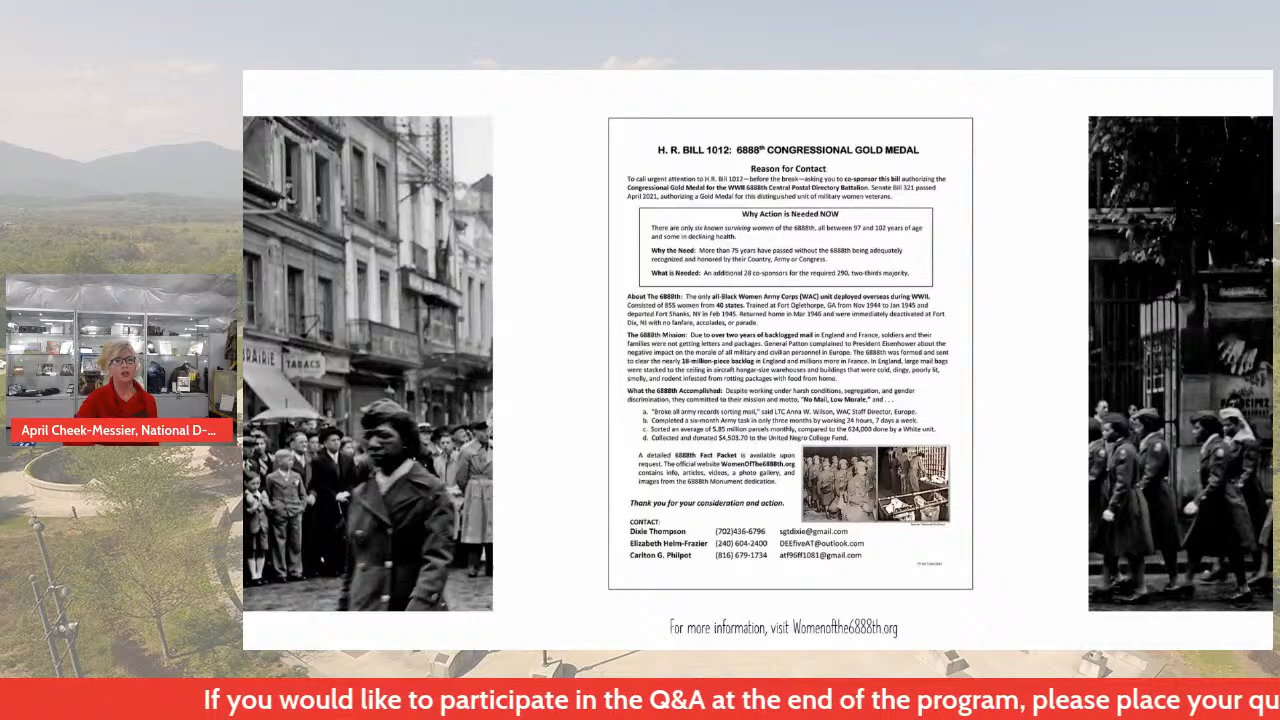 H. R. BILL 1012: 6888th CONGRESSIONAL GOLD MEDAL
Reason for Contact
To call urgent attention to H.R. Bill 1012—before the break—asking you to co-sponsor this bill authorizing the
Congressional Gold Medal for the WWII 6888th Central Postal Directory Battalion. Senate Bill 321 passed
April 2021, authorizing a Gold Medal for this distinguished unit of military women veterans.
Why Action is Needed NOW
There are only six known surviving women of the 6888th, all between 97 and 102 years of age
and some in declining health.
Why the Need: More than 75 years have passed without the 6888th being adequately
recognized and honored by their Country, Army or Congress.
What is Needed: An additional 28 co-sponsors for the required 290, two-thirds majority.
About The 6888th: The only all-Black Women Army Corps (WAC) unit deployed overseas during WWII.
Consisted of 855 women from 40 states. Trained at Fort Oglethorpe, GA from Nov 1944 to Jan 1945 and
departed Fort Shanks, NY in Feb 1945. Returned home in Mar 1946 and were immediately deactivated at Fort
Dix, NJ with no fanfare, accolades, or parade.
The 6888th Mission: Due to over two years of backlogged mail in England and France, soldiers and their
families were not getting letters and packages. General Patton complained to President Eisenhower about the
negative impact on the morale of all military and civilian personnel in Europe. The 6888th was formed and sent
to clear the nearly 18-million-piece backlog in England and millions more in France. In England, large mail bags
were stacked to the ceiling in aircraft hangar-size warehouses and buildings that were cold, dingy, poorly lit,
smelly, and rodent infested from rotting packages with food from home.
What the 6888th Accomplished: Despite working under harsh conditions, segregation, and gender
discrimination, they committed to their mission and motto, "No Mail, Low Morale," and . . .
a. "Broke all army records sorting mail," said LTC Anna W. Wilson, WAC Staff Director, Europe.
b. Completed a six-month Army task in only three months by working 24 hours, 7 days a week.
c. Sorted an average of 5.85 million parcels monthly, compared to the 624,000 done by a White unit.
d. Collected and donated $4,503.70 to the United Negro College Fund.
A detailed 6888th Fact Packet is available upon
request. The official website WomenOfThe6888th.org
contains info, articles, videos, a photo gallery, and
images from the 6888th Monument dedication.
Thank you for your consideration and action.
CONTACT:
Dixie Thompson (702)436-6796 sgtdixie@gmail.com
Elizabeth Helm-Frazier (240) 604-2400 DEEfiveAT@outlook.com
Carlton G. Philpot (816) 679-1734 atf96ff1081@gmail.com
For more information, visit Womenofthe6888th.org
TABACS
April Cheek-Messier, National D-...
If you would like to participate in the Q&A at the end of the program, please place your qu